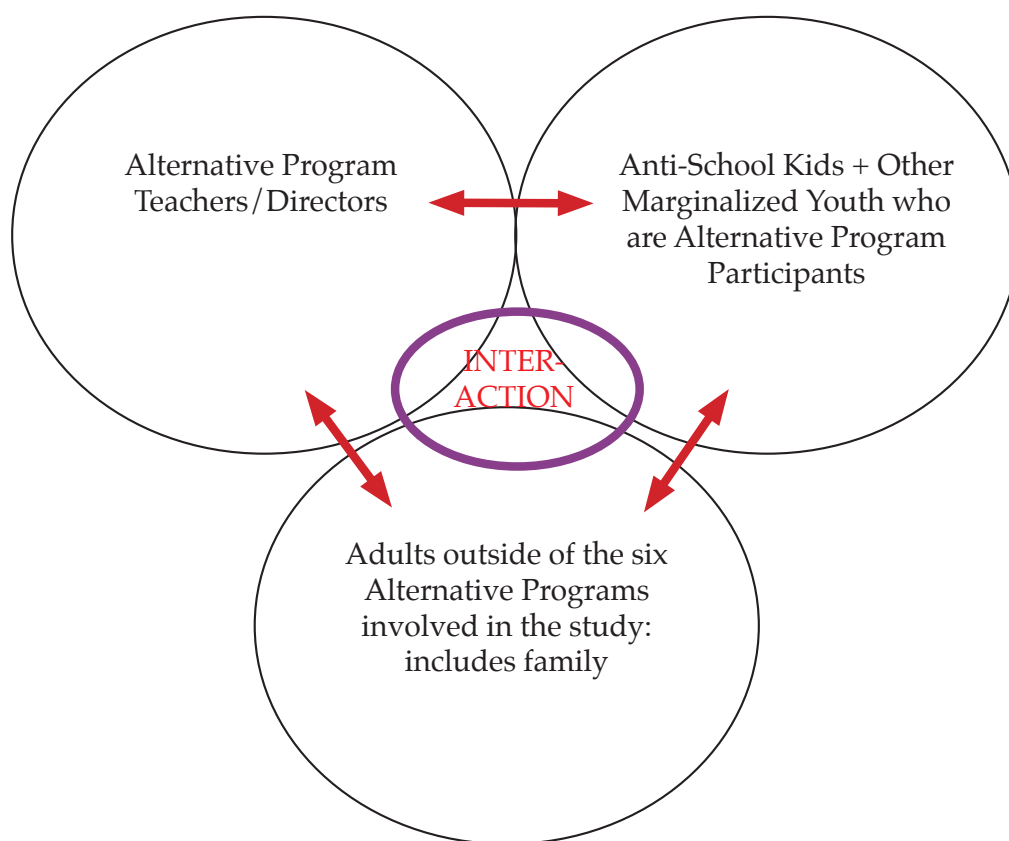 Alternative Program
Teachers/Directors
Anti-School Kids + Other
Marginalized Youth who
are Alternative Program
Participants
INTER-
ACTION
Adults outside of the six
Alternative Programs
involved in the study:
includes family